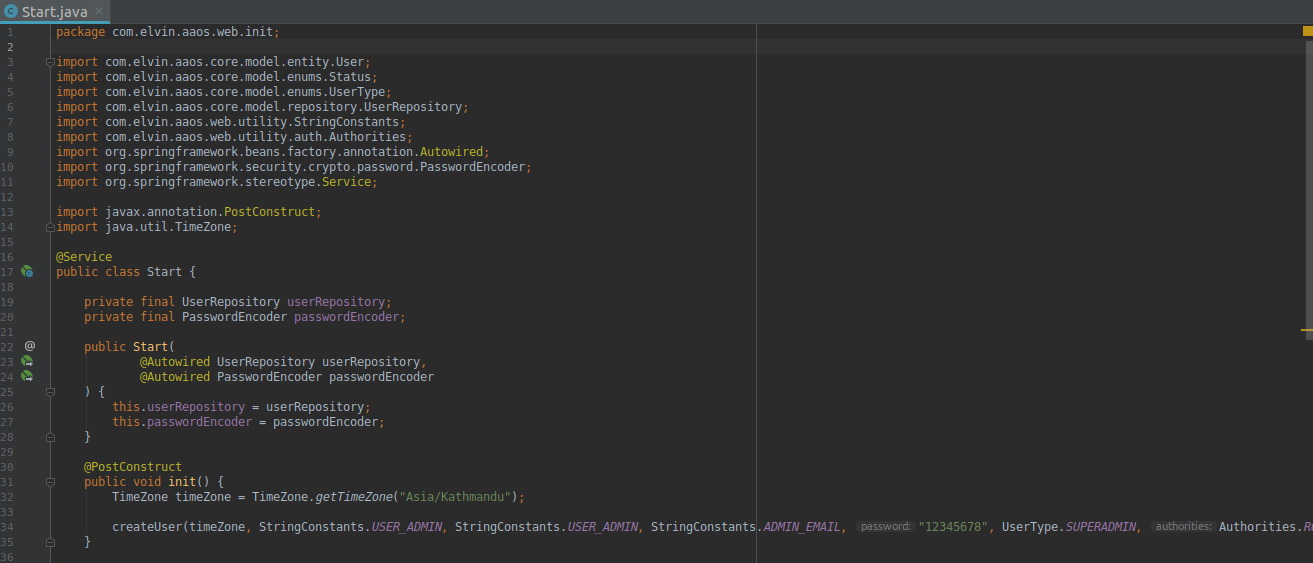 Start.java
1 package com.elvin.aaos.web.init;
2
3 import com.elvin.aaos.core.model.entity.User;
4 import com.elvin.aaos.core.model.enums.Status;
5 import com.elvin.aaos.core.model.enums.UserType;
6 import com.elvin.aaos.core.model.repository.UserRepository;
7 import com.elvin.aaos.web.utility.StringConstants;
8 import com.elvin.aaos.web.utility.auth.Authorities;
9 import org.springframework.beans.factory.annotation.Autowired;
10 import org.springframework.security.crypto.password.PasswordEncoder;
11 import org.springframework.stereotype.Service;
12
13 import javax.annotation.PostConstruct;
14 import java.util.TimeZone;
15
16 @Service
17 public class Start {
18
19 private final UserRepository userRepository;
20 private final PasswordEncoder passwordEncoder;
21
22 @ public Start(
23 @Autowired UserRepository userRepository,
24 @Autowired PasswordEncoder passwordEncoder
25 ) {
26 this.userRepository = userRepository;
27 this.passwordEncoder = passwordEncoder;
28 }
29
30 @PostConstruct
31 public void init() {
32 TimeZone timeZone = TimeZone.getTimeZone("Asia/Kathmandu");
33
34 createUser(timeZone, StringConstants.USER_ADMIN, StringConstants.USER_ADMIN, StringConstants.ADMIN_EMAIL, password: "12345678", UserType.SUPERADMIN, authorities: Authorities.
35 }
36